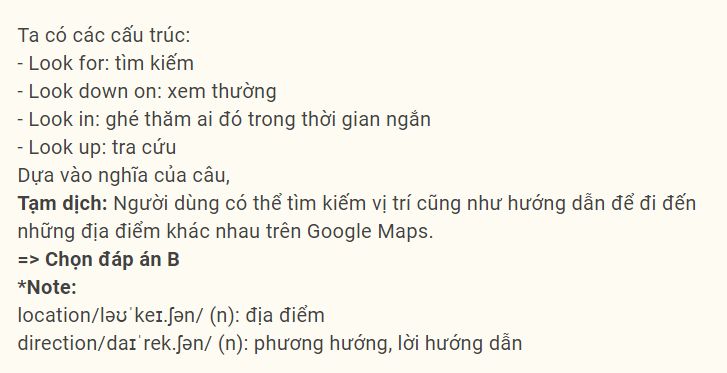 Ta có các cấu trúc:
- Look for: tìm kiếm
- Look down on: xem thường
- Look in: ghé thăm ai đó trong thời gian ngắn
- Look up: tra cứu
Dựa vào nghĩa của câu,
Tạm dịch: Người dùng có thể tìm kiếm vị trí cũng như hướng dẫn để đi đến
những địa điểm khác nhau trên Google Maps.
=> Chọn đáp án B
*Note:
location/ləʊˈkeɪ.ʃən/ (n): địa điểm
direction/daɪˈrek.ʃən/ (n): phương hướng, lời hướng dẫn